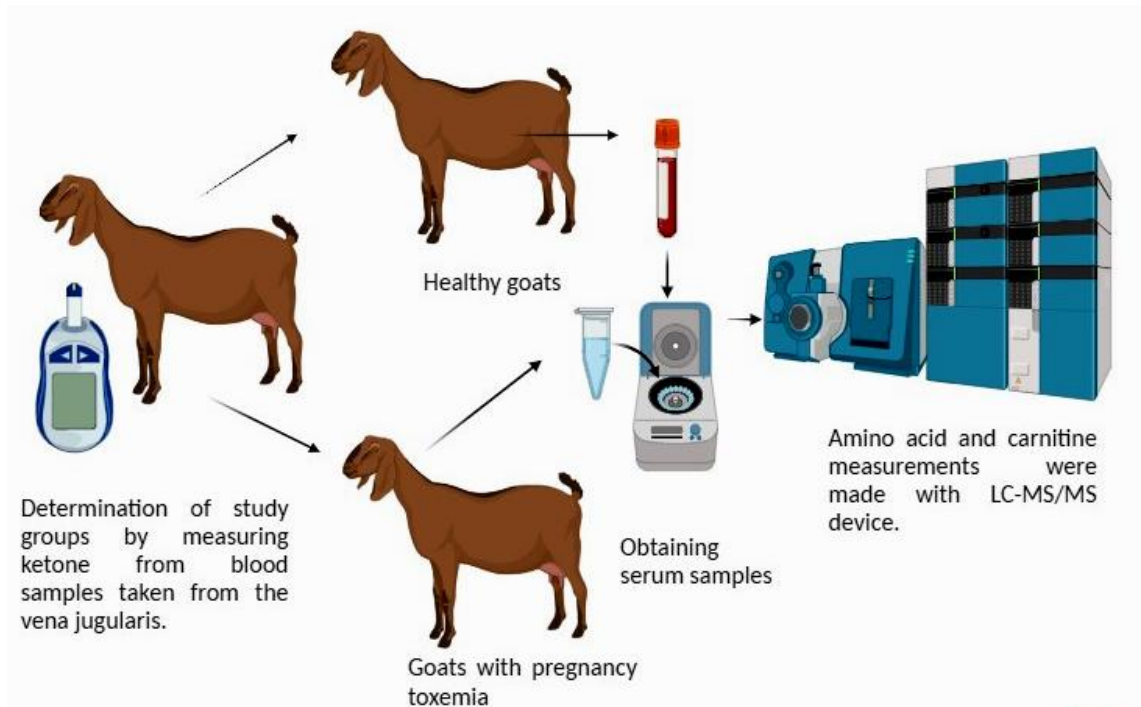 Healthy goats
Determination of study
groups by measuring
ketone from blood
samples taken from the
vena jugularis.
Goats with pregnancy
toxemia
Obtaining
serum samples
Amino acid and carnitine
measurements were
made with LC-MS/MS
device.